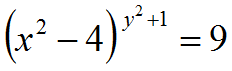 (x² − 4)^{y² + 1} = 9